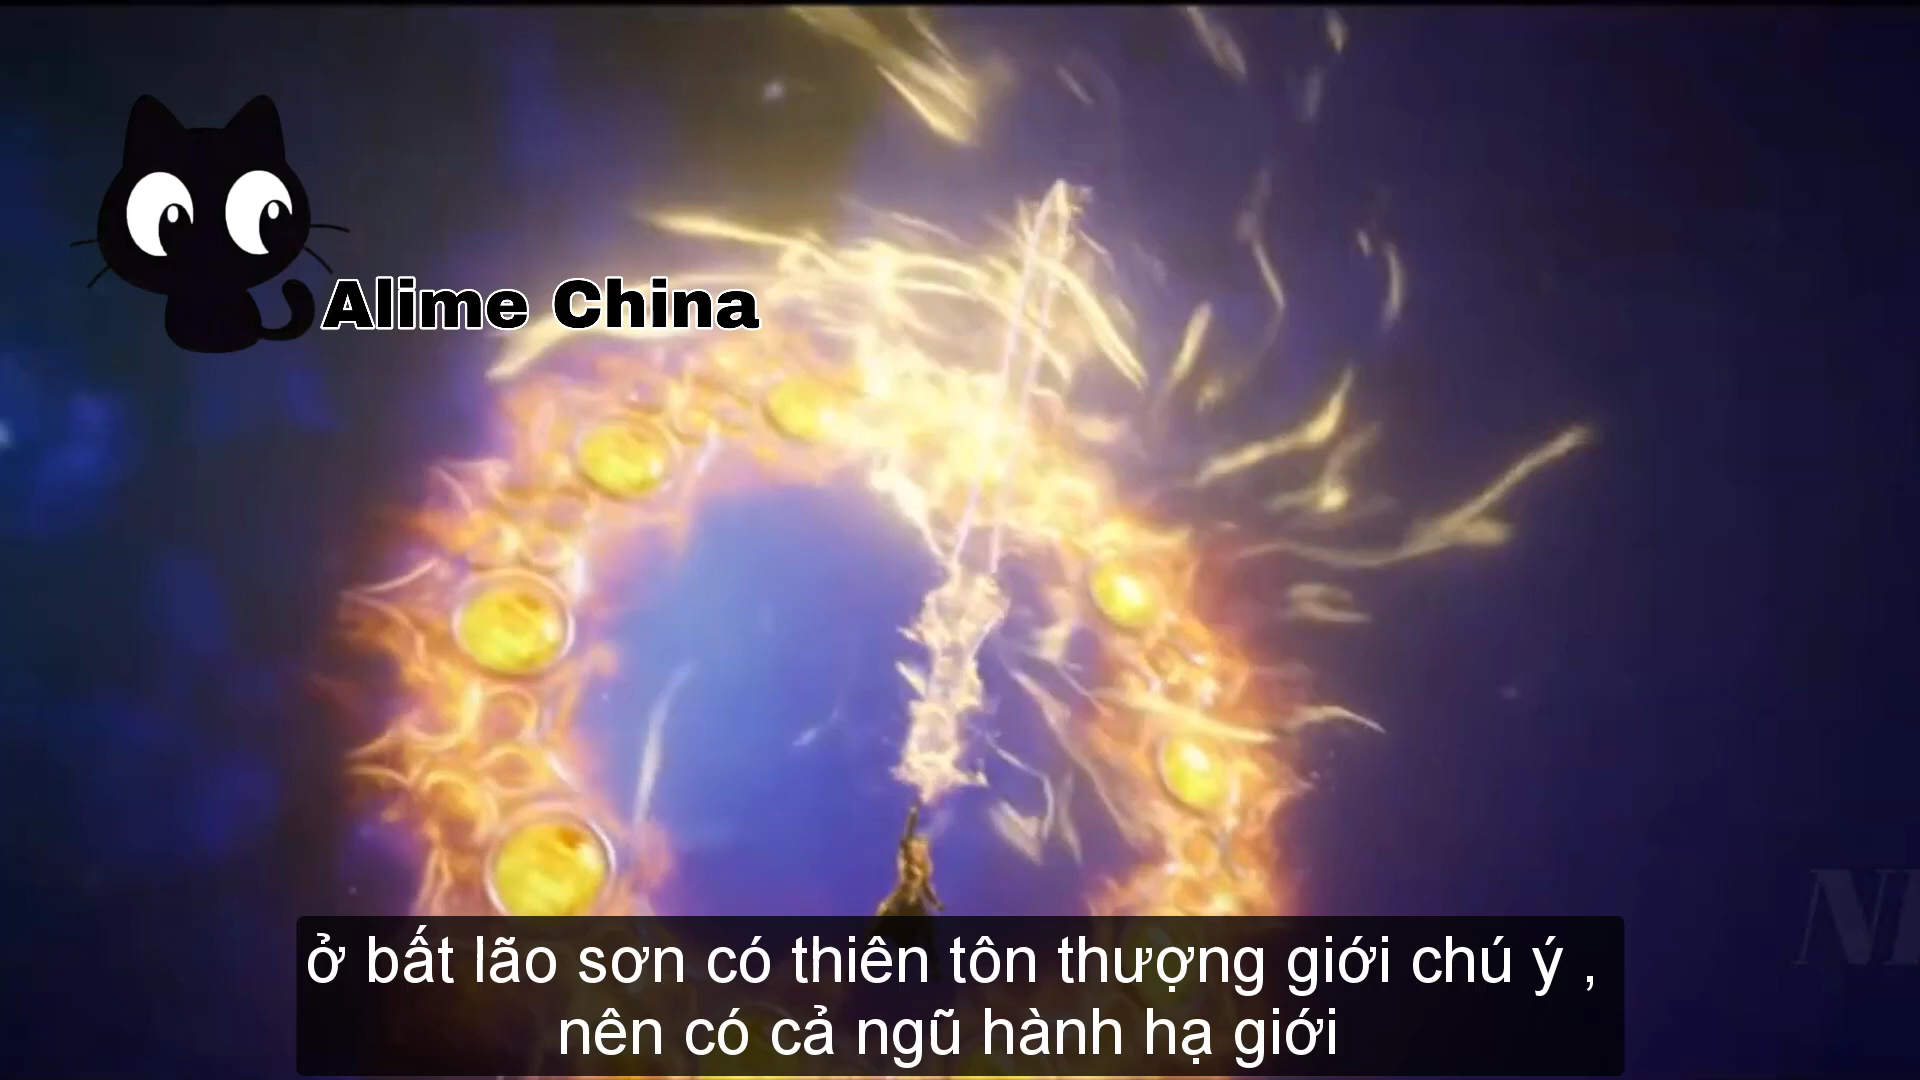 Alime China
ở bất lão sơn có thiên tôn thượng giới chú ý ,
nên có cả ngũ hành hạ giới